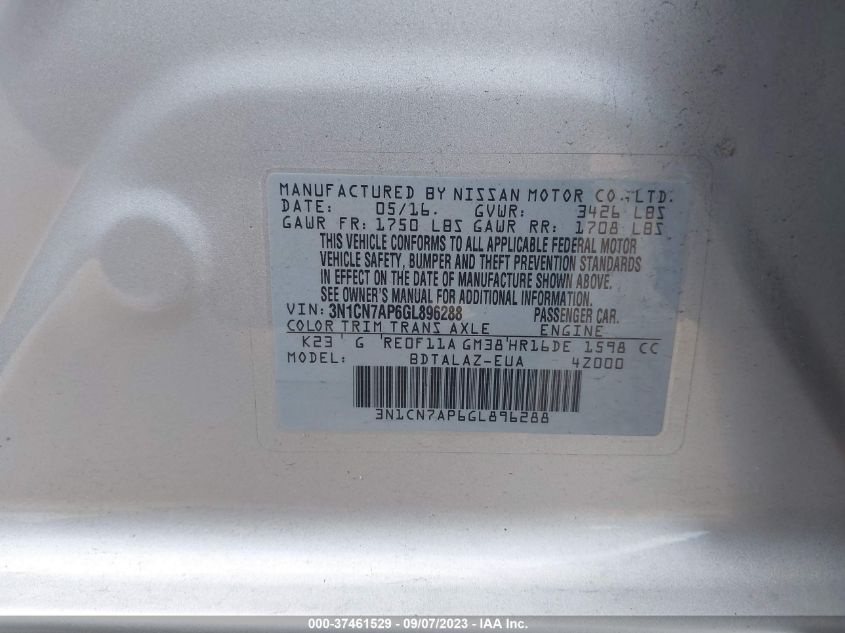 MANUFACTURED BY NISSAN MOTOR CO., LTD.
DATE: 05/16. GVWR: 3426 LBS
GAWR FR: 1750 LBS GAWR RR: 1708 LBS
THIS VEHICLE CONFORMS TO ALL APPLICABLE FEDERAL MOTOR
VEHICLE SAFETY, BUMPER AND THEFT PREVENTION STANDARDS
IN EFFECT ON THE DATE OF MANUFACTURE SHOWN ABOVE.
SEE OWNER'S MANUAL FOR ADDITIONAL INFORMATION.
VIN: 3N1CN7AP6GL896288 PASSENGER CAR.
COLOR TRIM TRANS AXLE ENGINE
K23 G RE0F11A GM38 HR16DE 1598 CC
MODEL: BDTALAZ-EUA 4Z000
3N1CN7AP6GL896288
000-37461529 - 09/07/2023 - IAA Inc.